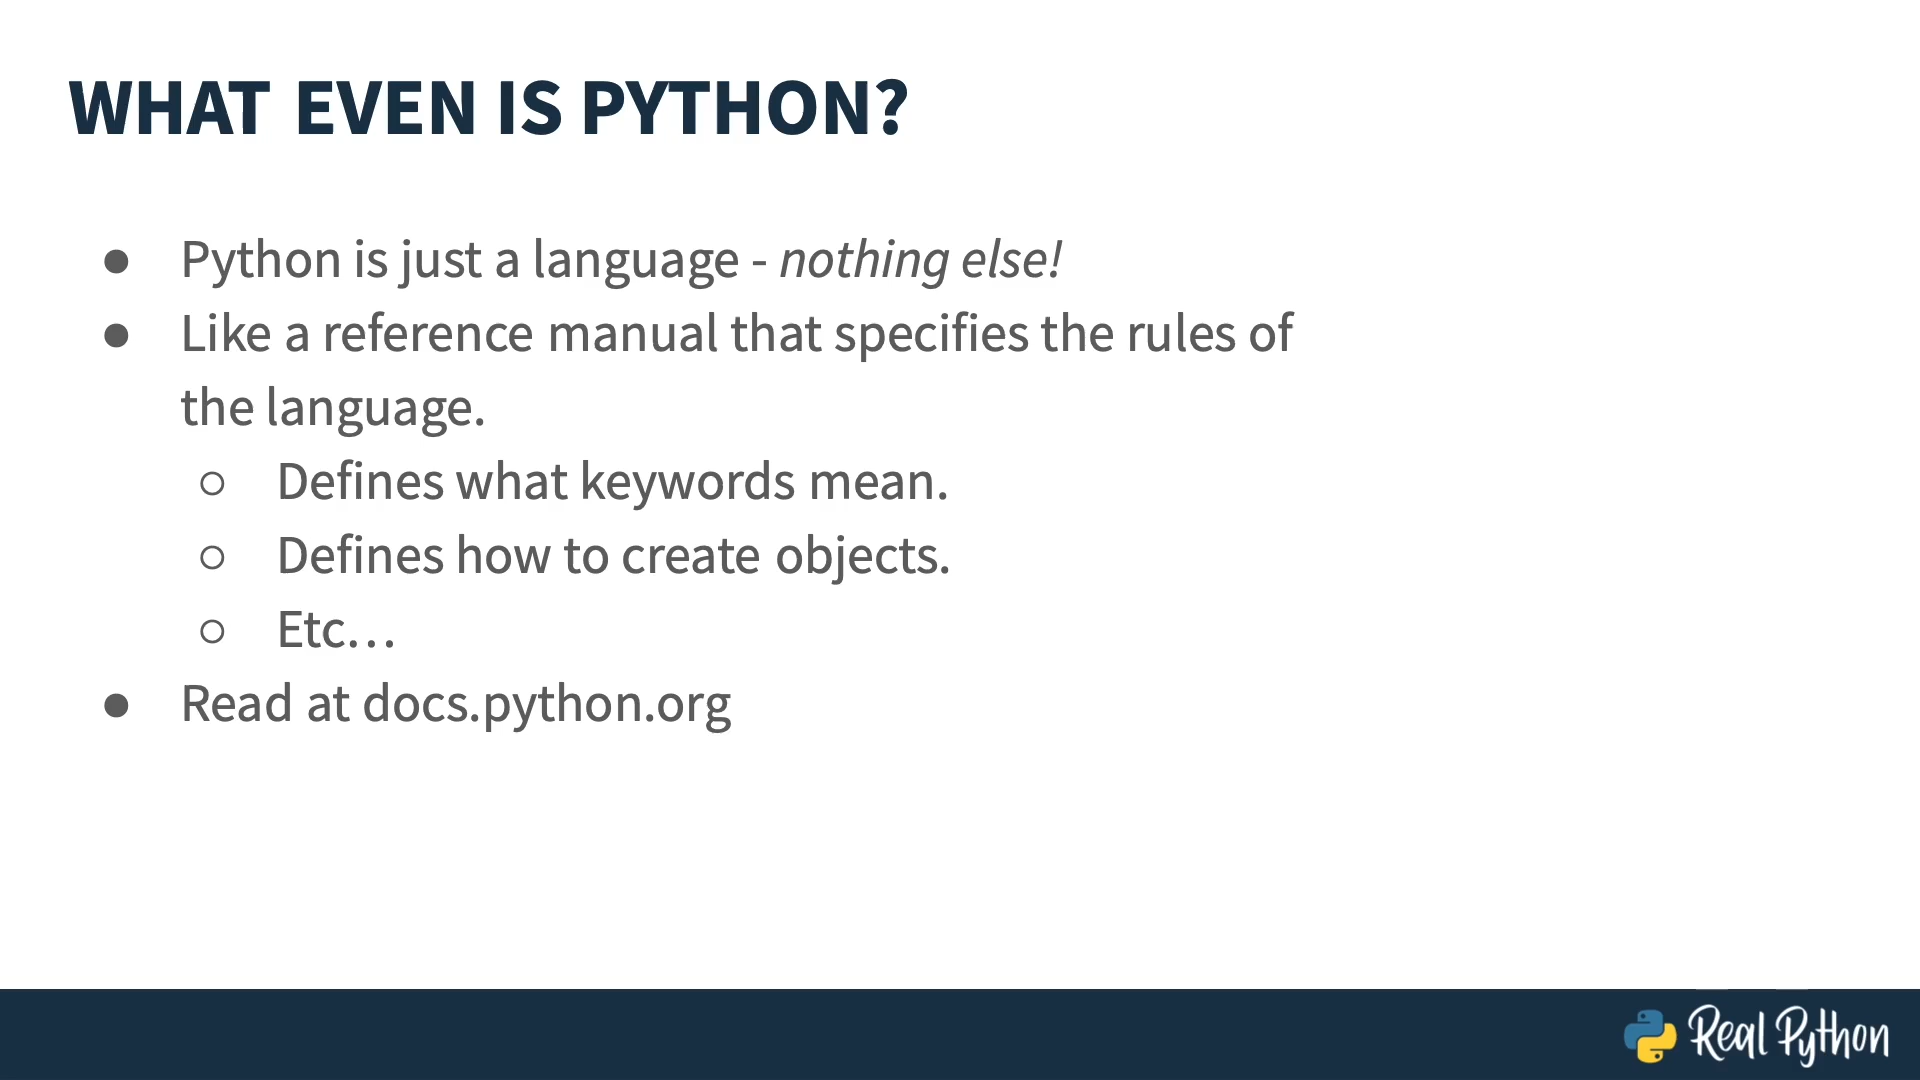 WHAT EVEN IS PYTHON?
● Python is just a language - nothing else!
● Like a reference manual that specifies the rules of
the language.
○ Defines what keywords mean.
○ Defines how to create objects.
○ Etc…
● Read at docs.python.org
Real Python